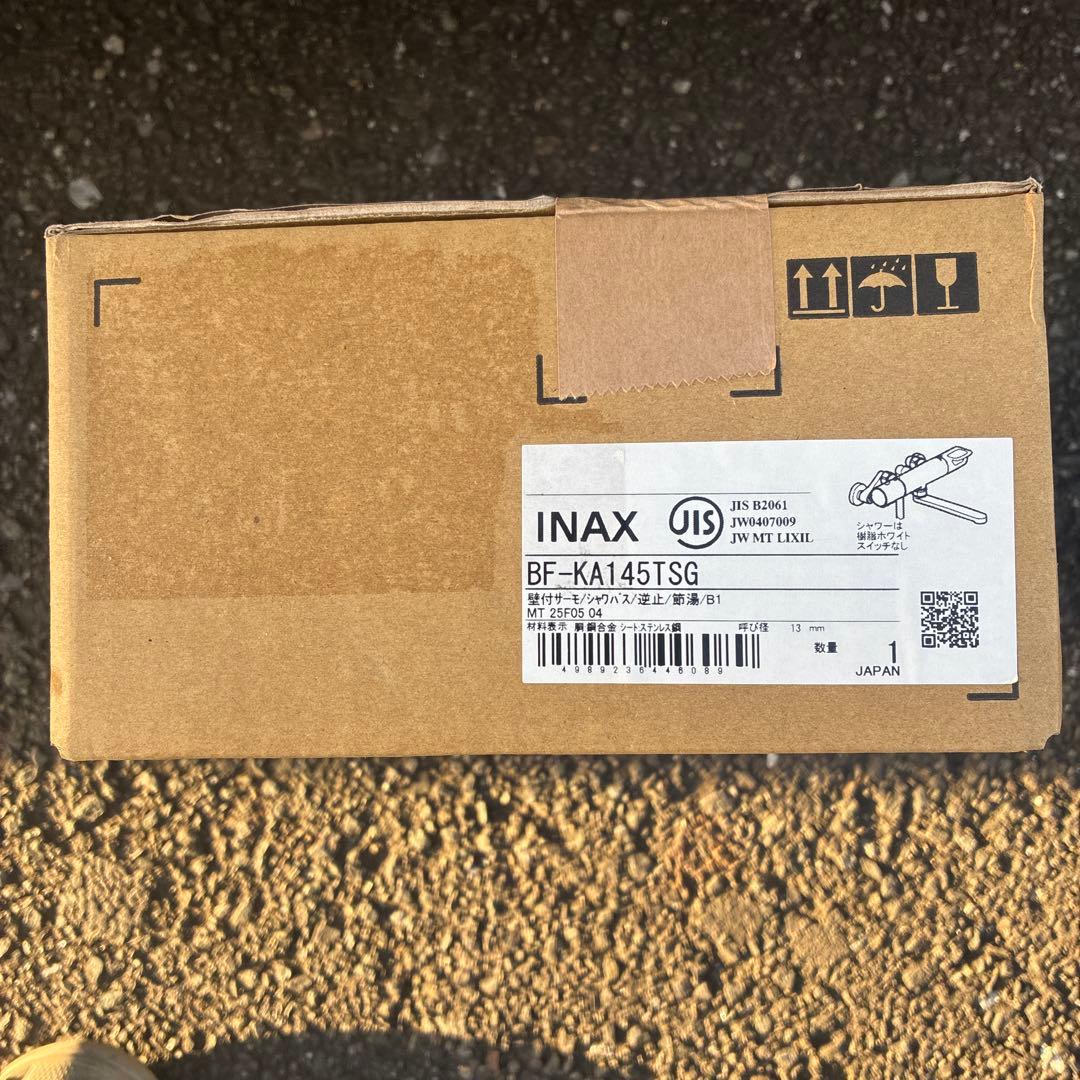 INAX
JIS
JIS B2061
JW0407009
JW MT LIXIL
シャワーは
樹脂ホワイト
スイッチなし
BF-KA145TSG
壁付サーモ/シャワバス/逆止/節湯/B1
MT 25F05 04
材料表示 胴:銅合金 シート:ステンレス鋼 呼び径 13 mm
数量 1
4989236446089
JAPAN